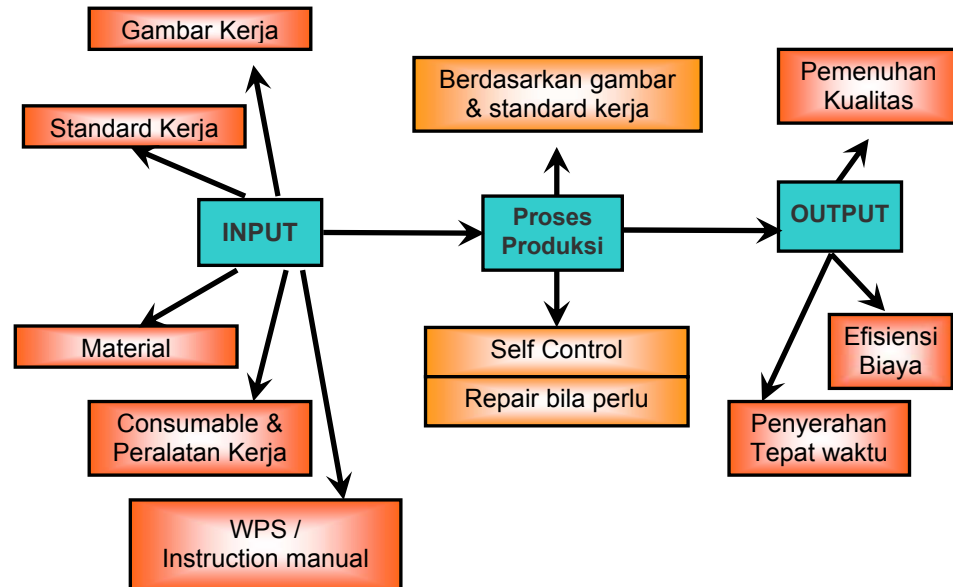 Gambar Kerja
Standard Kerja
INPUT
Material
Consumable &
Peralatan Kerja
WPS /
Instruction manual
Berdasarkan gambar
& standard kerja
Proses
Produksi
Self Control
Repair bila perlu
Pemenuhan
Kualitas
OUTPUT
Efisiensi
Biaya
Penyerahan
Tepat waktu